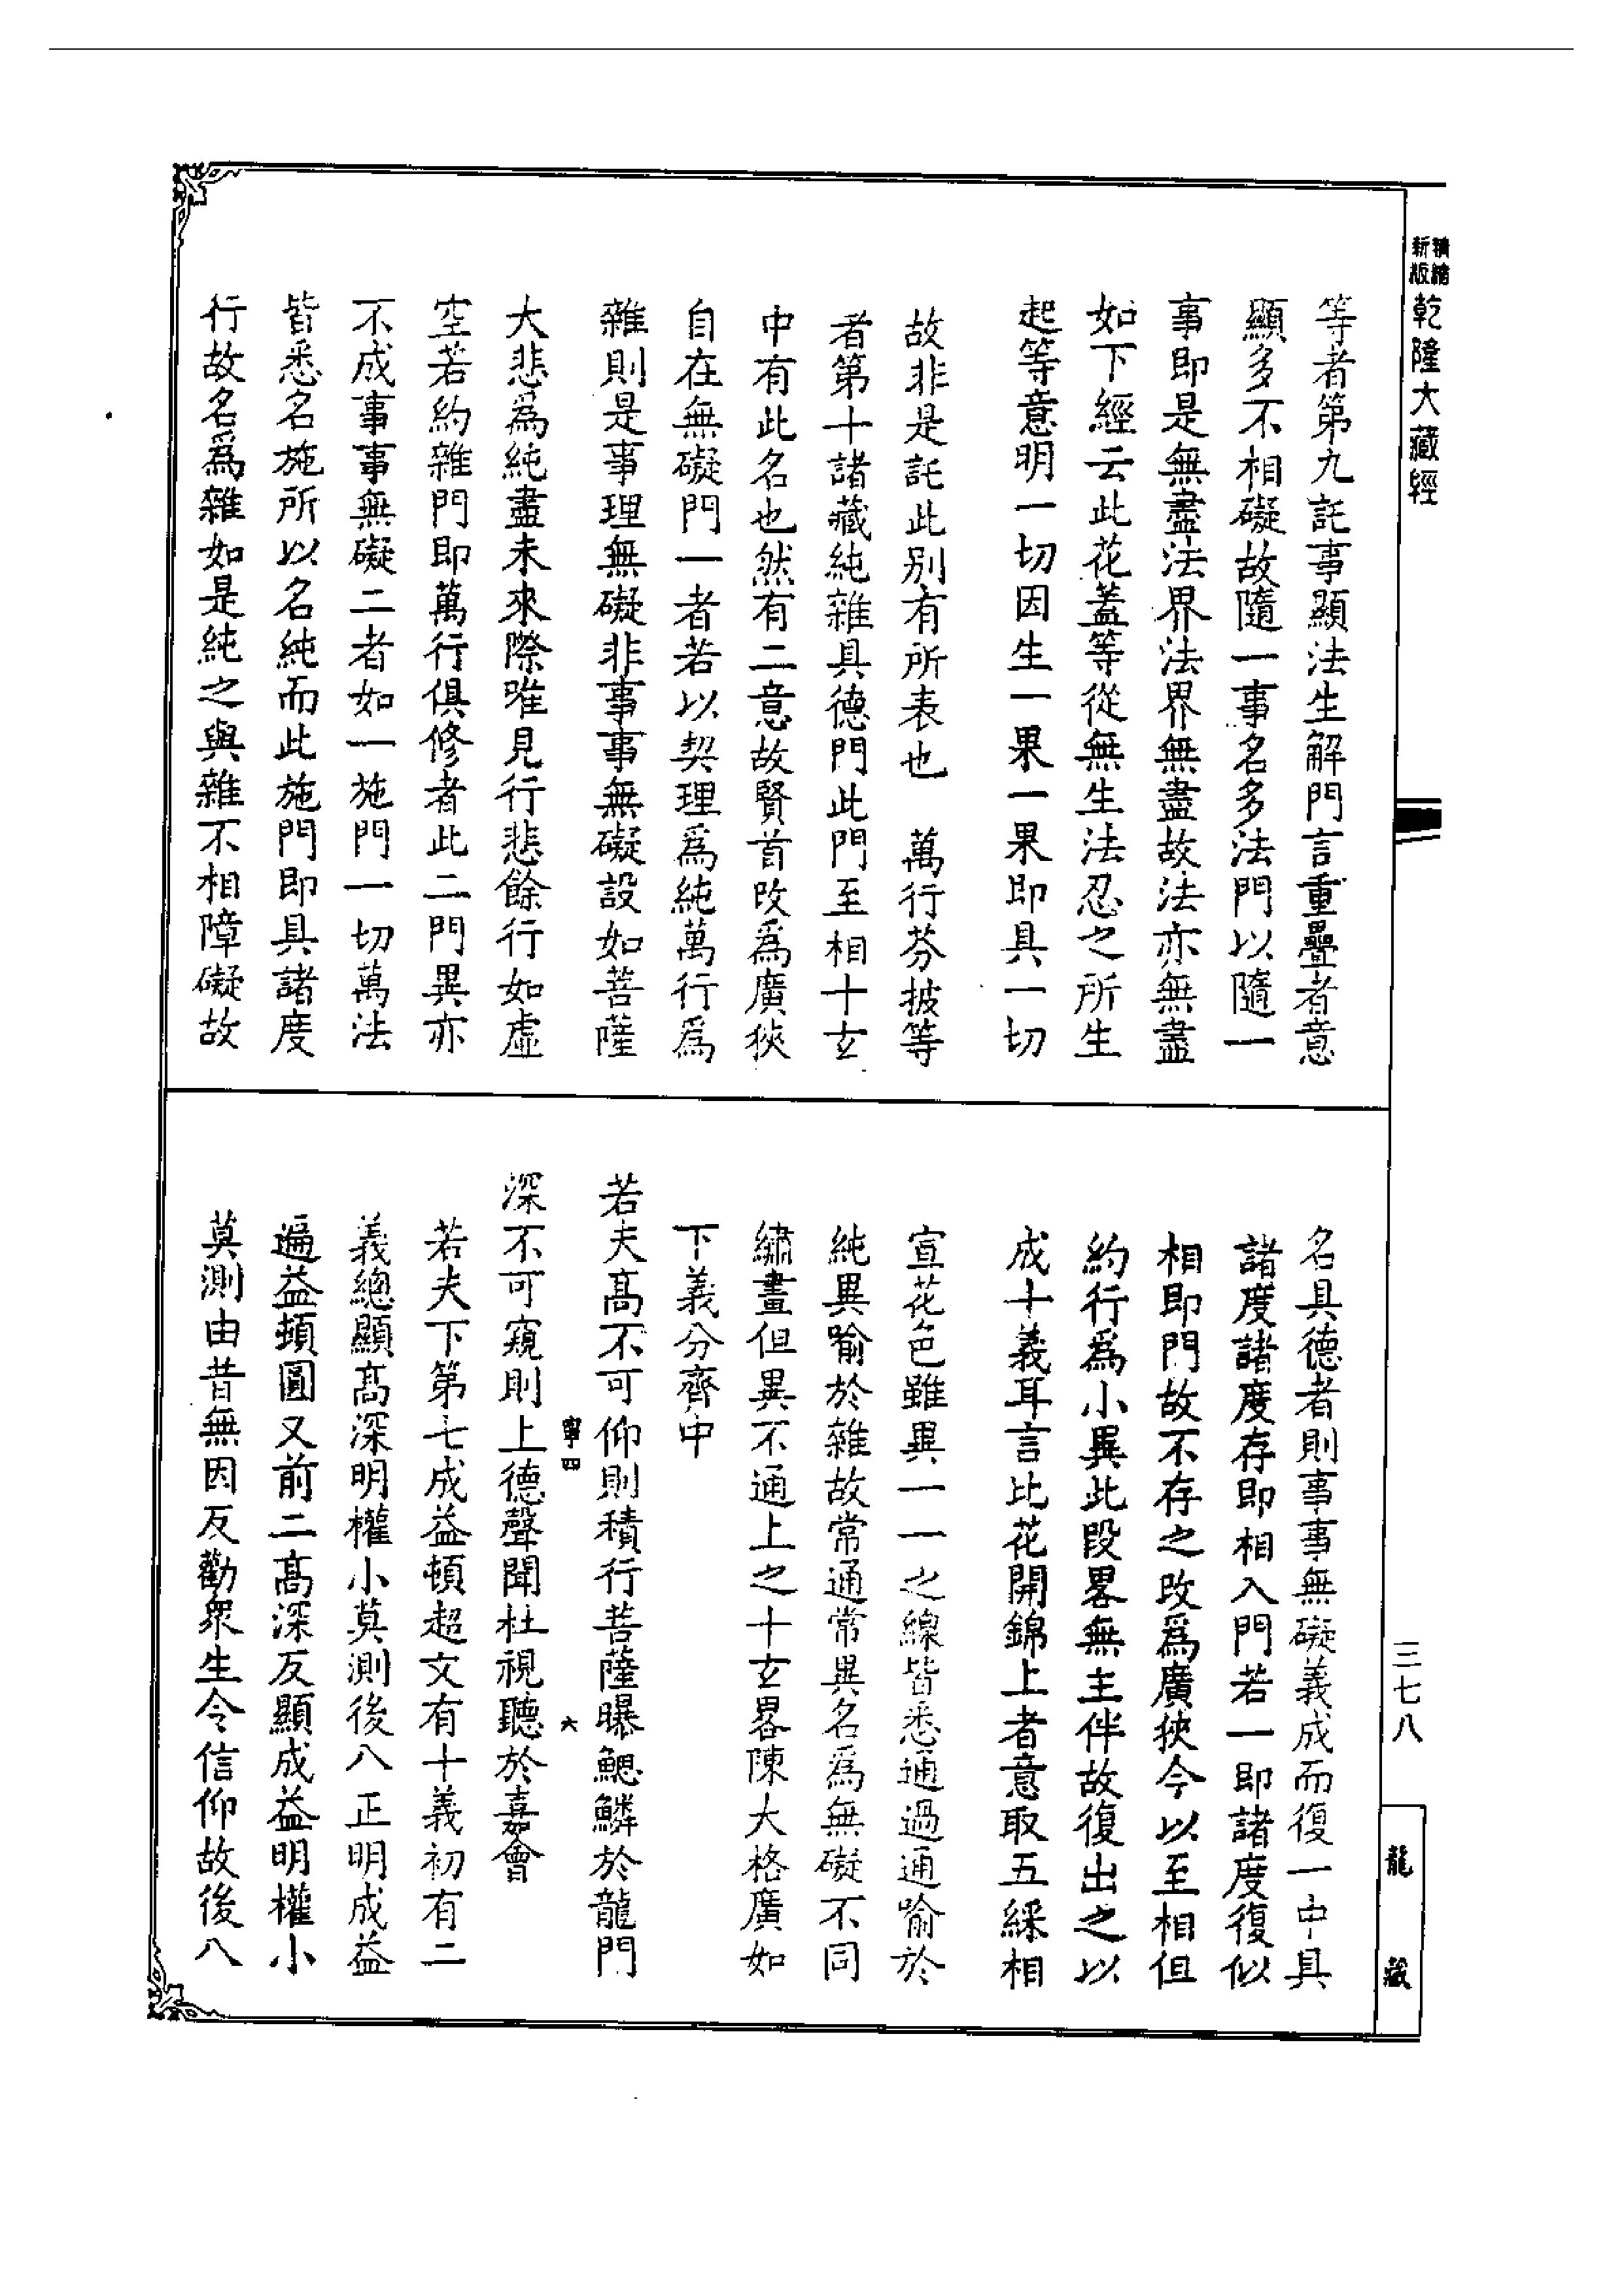 精縮
新版
乾隆大藏經
等者第九託事顯法生解門言重疊者意
顯多不相礙故隨一事名多法門以隨一
事即是無盡法界法界無盡故法亦無盡
如下經云此花蓋等從無生法忍之所生
起等意明一切因生一果一果即具一切
故非是託此別有所表也　萬行芬披等
者第十諸藏純雜具德門此門至相十玄
中有此名也然有二意故賢首改爲廣狹
自在無礙門一者若以契理爲純萬行爲
雜則是事理無礙非事事無礙設如菩薩
大悲爲純盡未來際唯見行悲餘行如虛
空若約雜門即萬行俱修者此二門異亦
不成事事無礙二者如一施門一切萬法
皆悉名施所以名純而此施門即具諸度
行故名爲雜如是純之與雜不相障礙故
名具德者則事事無礙義成而復一中具
諸度諸度存即相入門若一即諸度復似
相即門故不存之改爲廣狹今以至相但
約行爲小異此段畧無主伴故復出之以
成十義耳言比花開錦上者意取五綵相
宣花色雖異一一之線皆悉通過通喻於
純異喻於雜故常通常異名爲無礙不同
繡畫但異不通上之十玄畧陳大格廣如
下義分齊中
若夫高不可仰則積行菩薩曝鰓鱗於龍門
寧四
六
深不可窺則上德聲聞杜視聽於嘉會
若夫下第七成益頓超文有十義初有二
義總顯高深明權小莫測後八正明成益
遍益頓圓又前二高深反顯成益明權小
莫測由昔無因反勸衆生令信仰故後八
三七八
龍藏